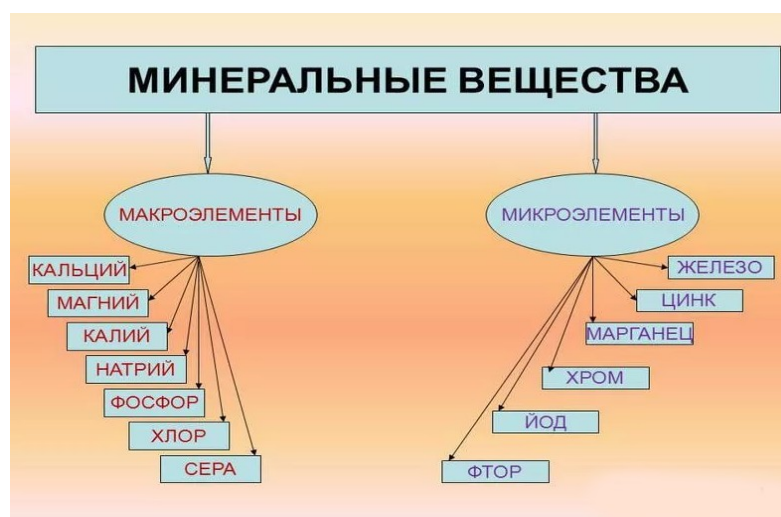 МИНЕРАЛЬНЫЕ ВЕЩЕСТВА
МАКРОЭЛЕМЕНТЫ
КАЛЬЦИЙ
МАГНИЙ
КАЛИЙ
НАТРИЙ
ФОСФОР
ХЛОР
СЕРА
МИКРОЭЛЕМЕНТЫ
ЖЕЛЕЗО
ЦИНК
МАРГАНЕЦ
ХРОМ
ЙОД
ФТОР